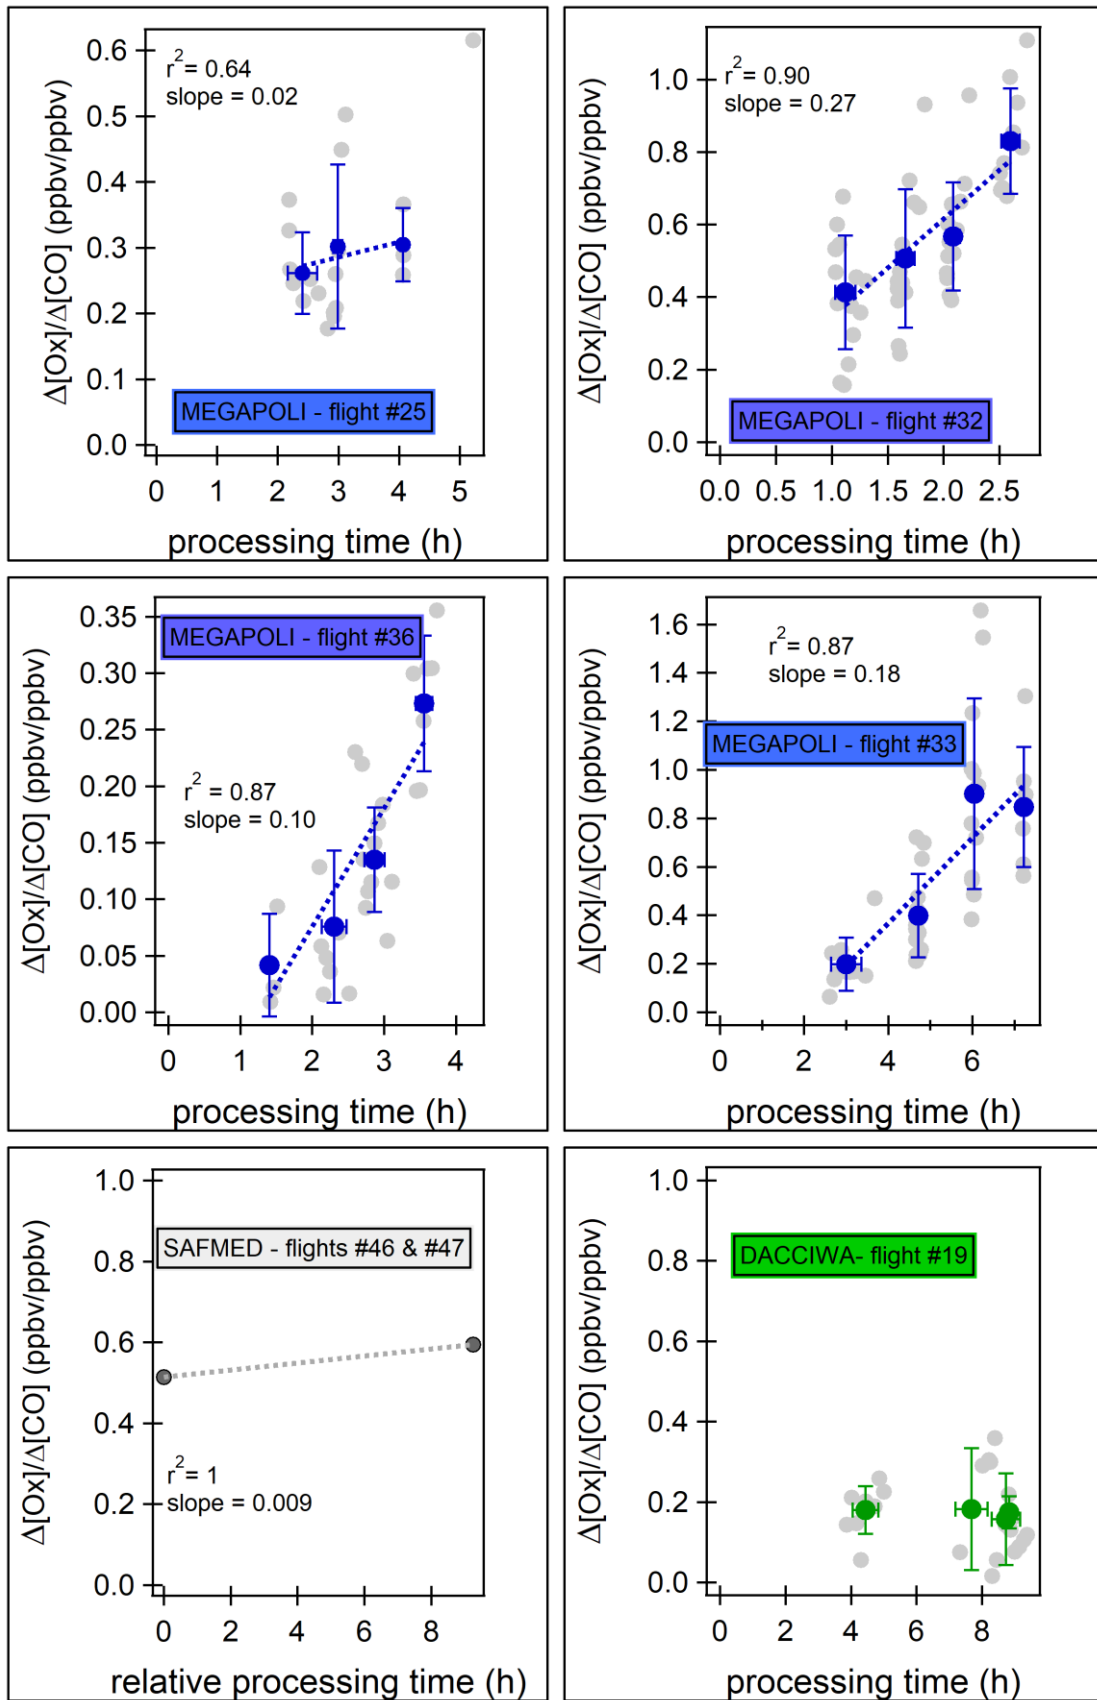 Δ[Ox]/Δ[CO] (ppbv/ppbv)
0.6
0.5
0.4
0.3
0.2
0.1
0.0
r² = 0.64
slope = 0.02
MEGAPOLI - flight #25
0 1 2 3 4 5
processing time (h)
Δ[Ox]/Δ[CO] (ppbv/ppbv)
1.0
0.8
0.6
0.4
0.2
0.0
r² = 0.90
slope = 0.27
MEGAPOLI - flight #32
0.0 0.5 1.0 1.5 2.0 2.5
processing time (h)
Δ[Ox]/Δ[CO] (ppbv/ppbv)
0.35
0.30
0.25
0.20
0.15
0.10
0.05
0.00
MEGAPOLI - flight #36
r² = 0.87
slope = 0.10
0 1 2 3 4
processing time (h)
Δ[Ox]/Δ[CO] (ppbv/ppbv)
1.6
1.4
1.2
1.0
0.8
0.6
0.4
0.2
0.0
r² = 0.87
slope = 0.18
MEGAPOLI - flight #33
0 2 4 6
processing time (h)
Δ[Ox]/Δ[CO] (ppbv/ppbv)
1.0
0.8
0.6
0.4
0.2
0.0
SAFMED - flights #46 & #47
r² = 1
slope = 0.009
0 2 4 6 8
relative processing time (h)
Δ[Ox]/Δ[CO] (ppbv/ppbv)
1.0
0.8
0.6
0.4
0.2
0.0
DACCIWA- flight #19
0 2 4 6 8
processing time (h)